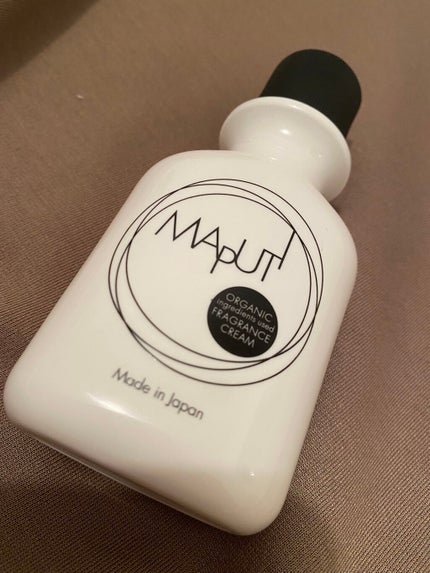 MApUTI
ORGANIC
ingredients used
FRAGRANCE
CREAM
Made in Japan